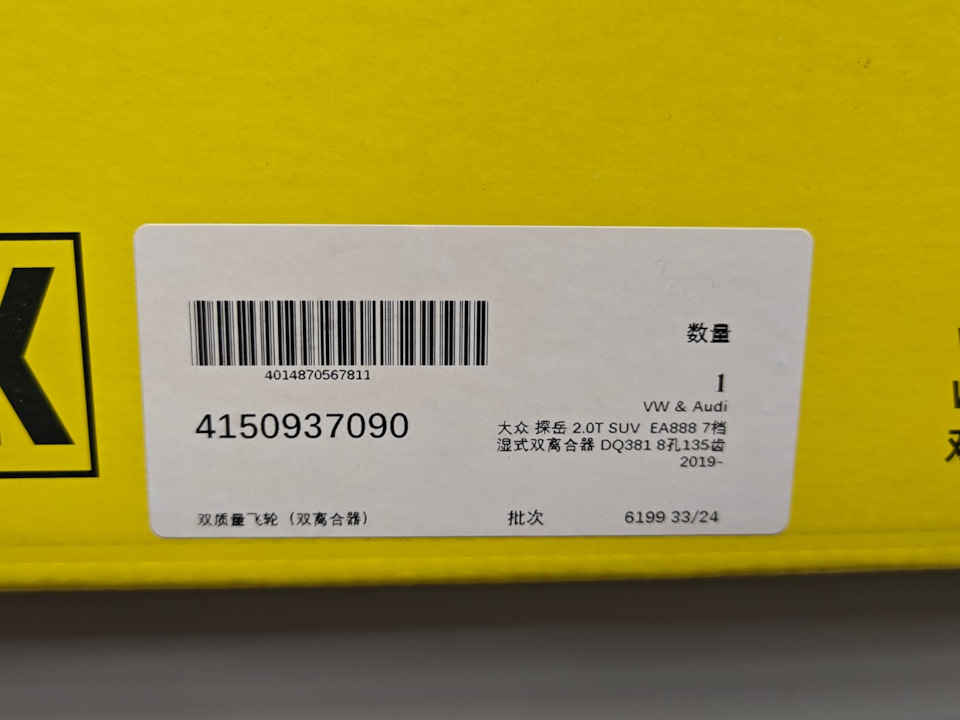 K
数量
4014870567811
1
4150937090
VW & Audi
大众 探岳 2.0T SUV EA888 7档
湿式双离合器 DQ381 8孔135齿
2019-
双质量飞轮（双离合器）
批次
6199 33/24